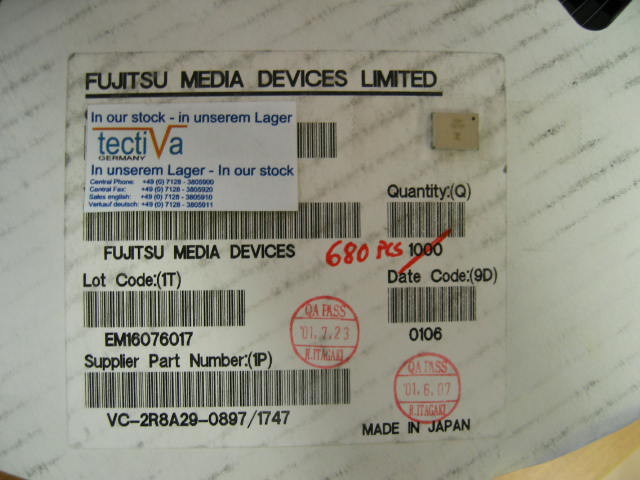 FUJITSU MEDIA DEVICES LIMITED
In our stock - in unserem Lager
tectiVa
GERMANY
In unserem Lager - In our stock
Central Phone: +49 (0) 7128 - 3805900
Central Fax: +49 (0) 7128 - 3805920
Sales english: +49 (0) 7128 - 3805910
Verkauf deutsch: +49 (0) 7128 - 3805911
Quantity:(Q)
FUJITSU MEDIA DEVICES
680 PCS
1000
Lot Code:(1T)
Date Code:(9D)
EM16076017
0106
QA PASS
'01.7.23
R.ITAGAKI
Supplier Part Number:(1P)
QA PASS
'01.6.07
R.ITAGAKI
VC-2R8A29-0897/1747
MADE IN JAPAN